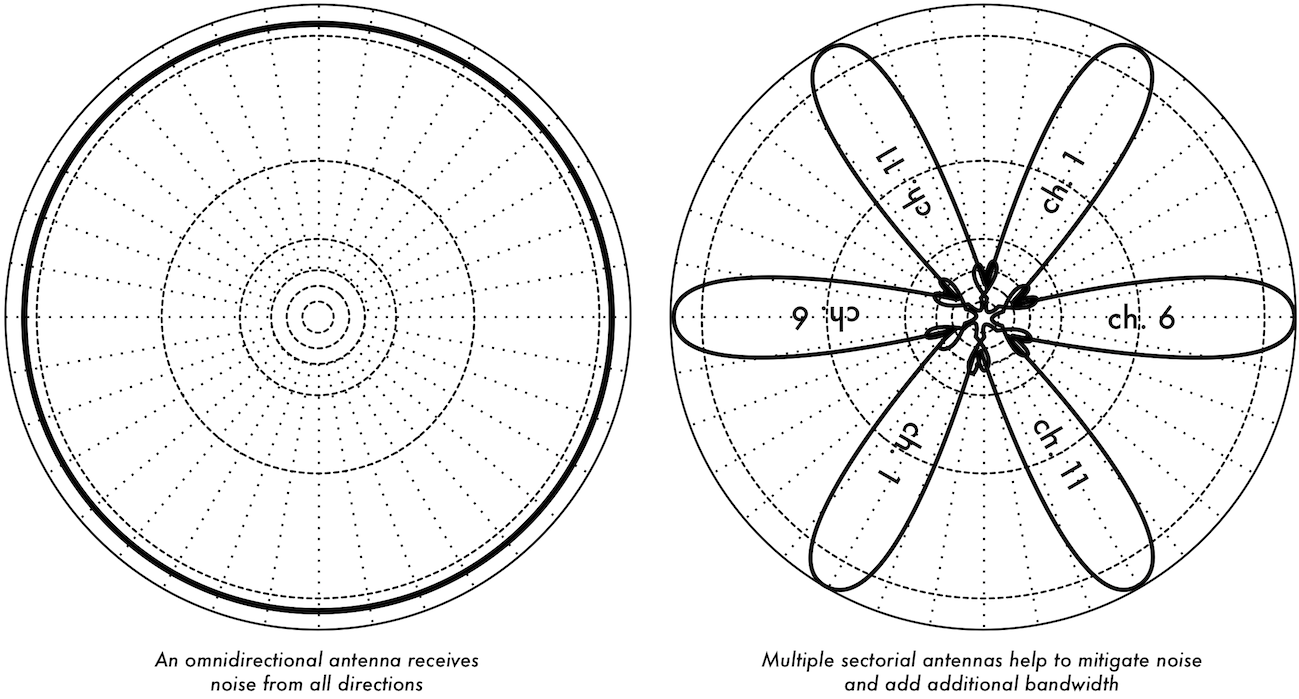 ch. 11
ch. 1
ch. 6
ch. 6
ch. 1
ch. 11
An omnidirectional antenna receives
noise from all directions
Multiple sectorial antennas help to mitigate noise
and add additional bandwidth